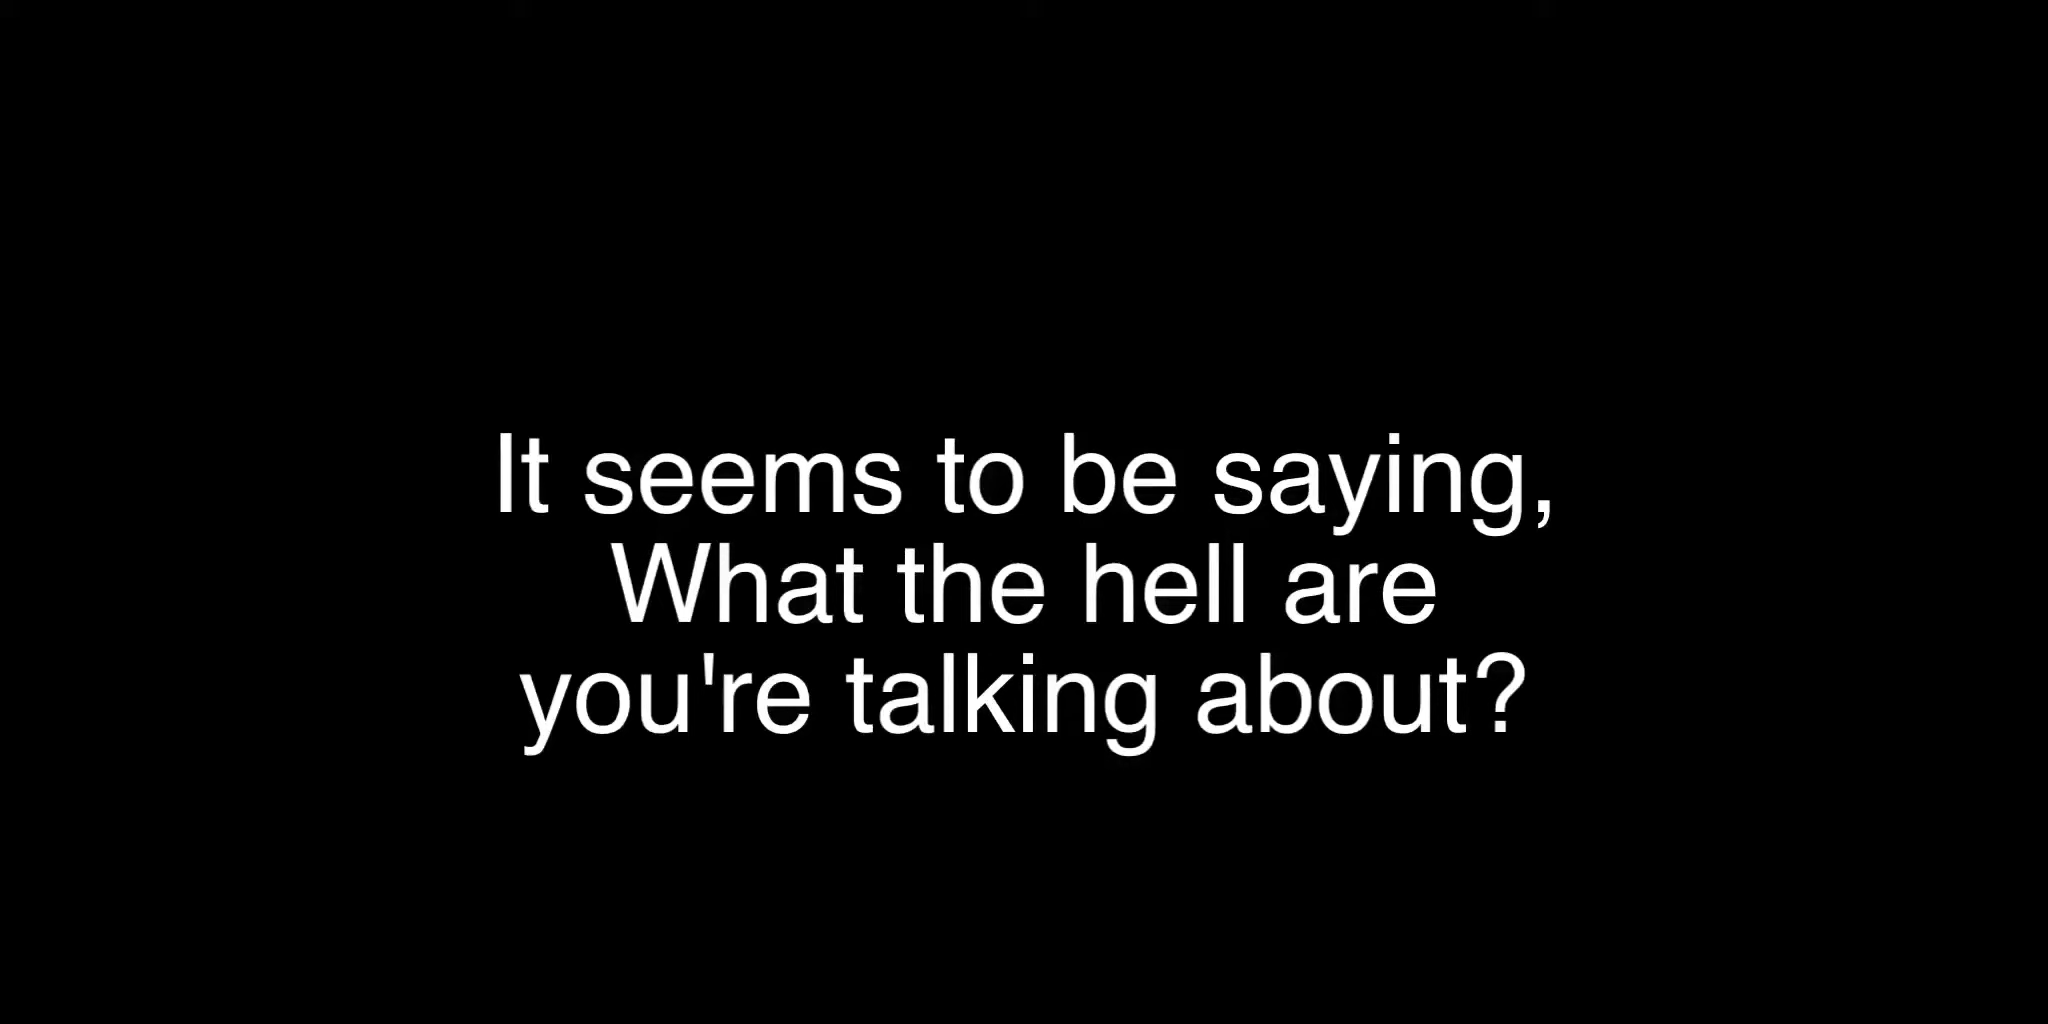 It seems to be saying,
What the hell are
you're talking about?